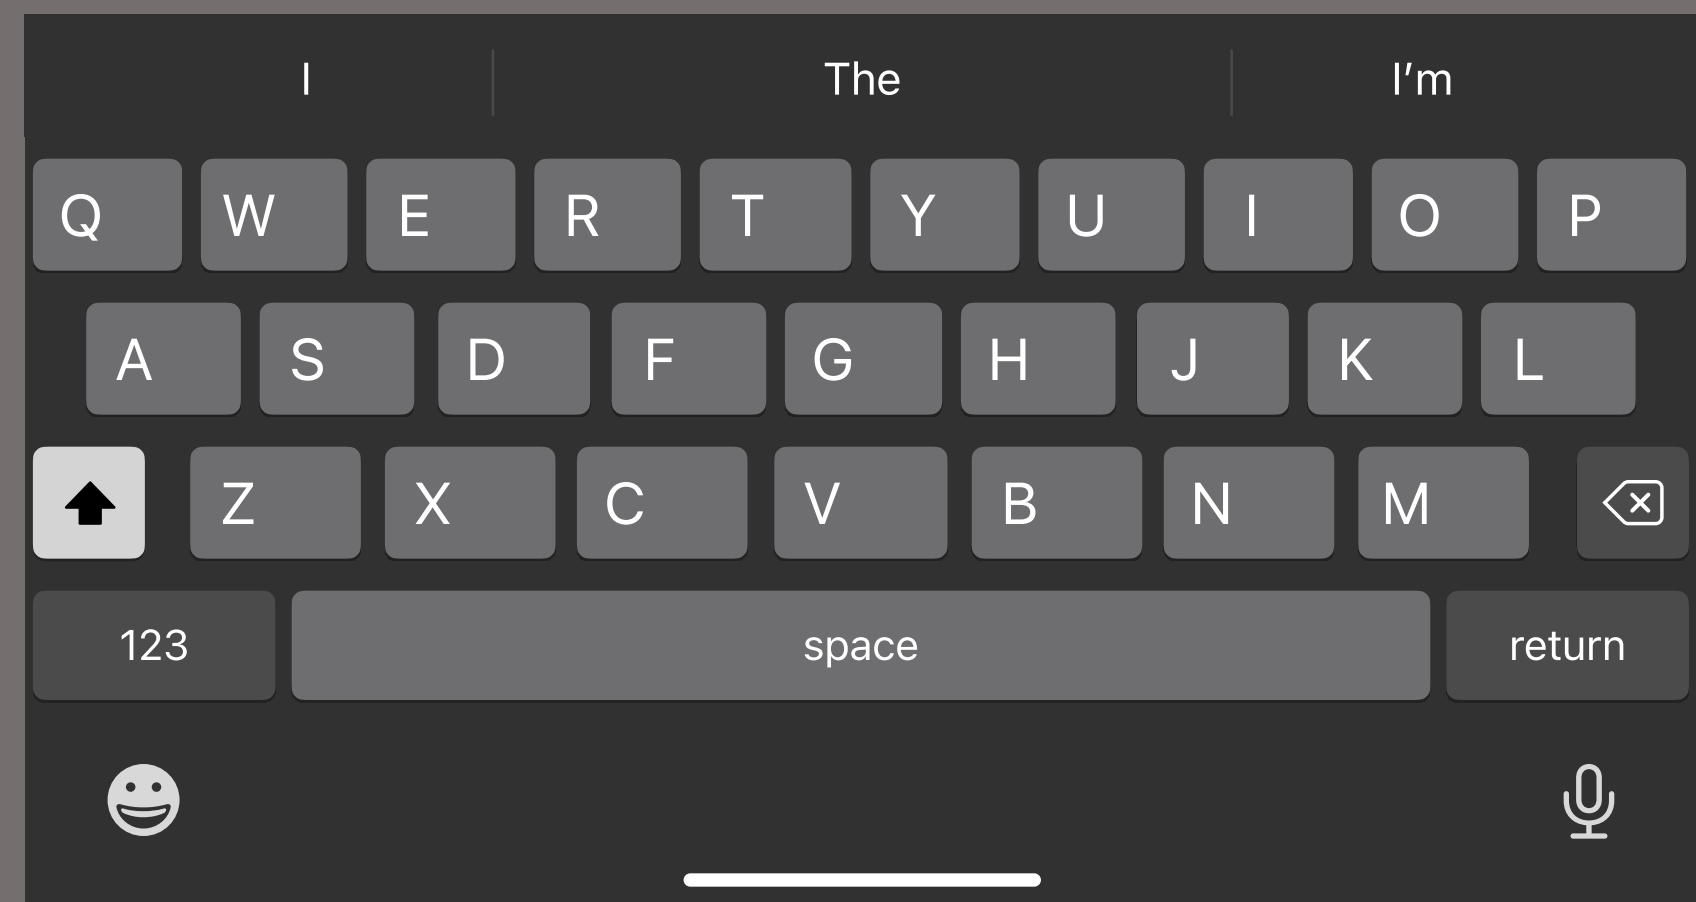 I The I’m
Q W E R T Y U I O P
A S D F G H J K L
Z X C V B N M
123 space return